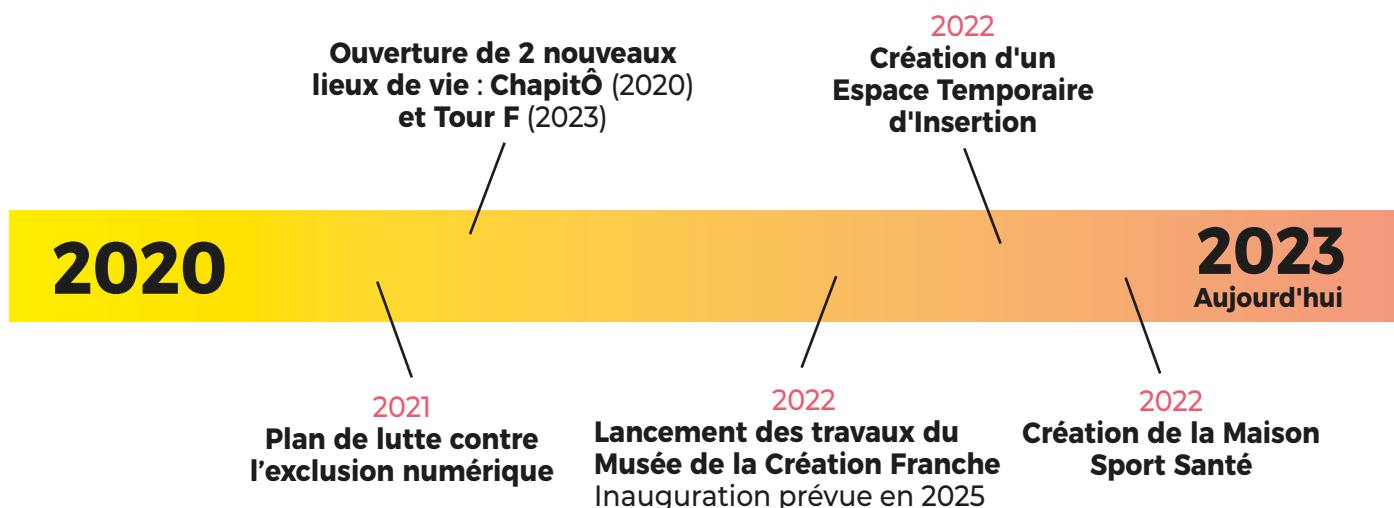 Ouverture de 2 nouveaux
lieux de vie : ChapitÔ (2020)
et Tour F (2023)
2022
Création d'un
Espace Temporaire
d'Insertion
2020
2023
Aujourd'hui
2021
Plan de lutte contre
l’exclusion numérique
2022
Lancement des travaux du
Musée de la Création Franche
Inauguration prévue en 2025
2022
Création de la Maison
Sport Santé